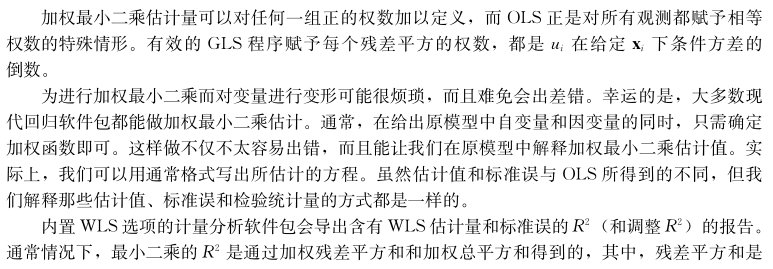 加权最小二乘估计量可以对任何一组正的权数加以定义，而 OLS 正是对所有观测都赋予相等
权数的特殊情形。有效的 GLS 程序赋予每个残差平方的权数，都是 uᵢ 在给定 xᵢ 下条件方差的
倒数。
为进行加权最小二乘而对变量进行变形可能很烦琐，而且难免会出差错。幸运的是，大多数现
代回归软件包都能做加权最小二乘估计。通常，在给出原模型中自变量和因变量的同时，只需确定
加权函数即可。这样做不仅不太容易出错，而且能让我们在原模型中解释加权最小二乘估计值。实
际上，我们可以用通常格式写出所估计的方程。虽然估计值和标准误与 OLS 所得到的不同，但我
们解释那些估计值、标准误和检验统计量的方式都是一样的。
内置 WLS 选项的计量分析软件包会导出含有 WLS 估计量和标准误的 R²（和调整 R²）的报告。
通常情况下，最小二乘的 R² 是通过加权残差平方和和加权总平方和得到的，其中，残差平方和是